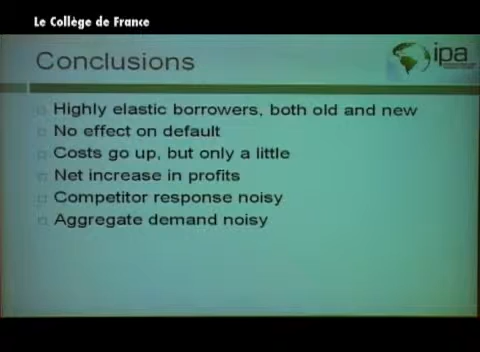 Le Collège de France
Conclusions
ipa
Highly elastic borrowers, both old and new
No effect on default
Costs go up, but only a little
Net increase in profits
Competitor response noisy
Aggregate demand noisy